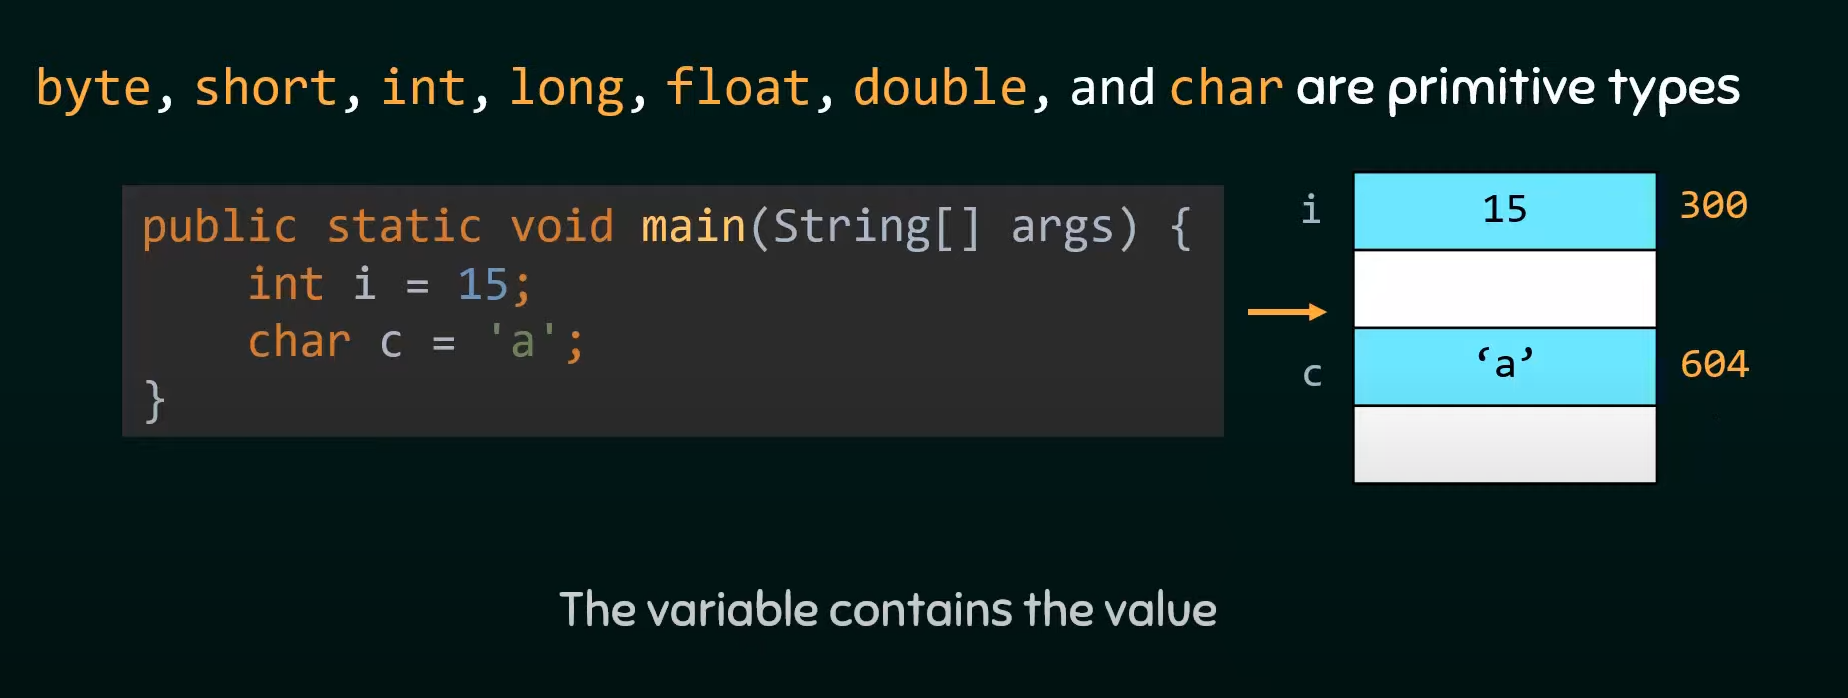 byte, short, int, long, float, double, and char are primitive types
public static void main(String[] args) {
    int i = 15;
    char c = 'a';
}
i 15 300
c ‘a’ 604
The variable contains the value